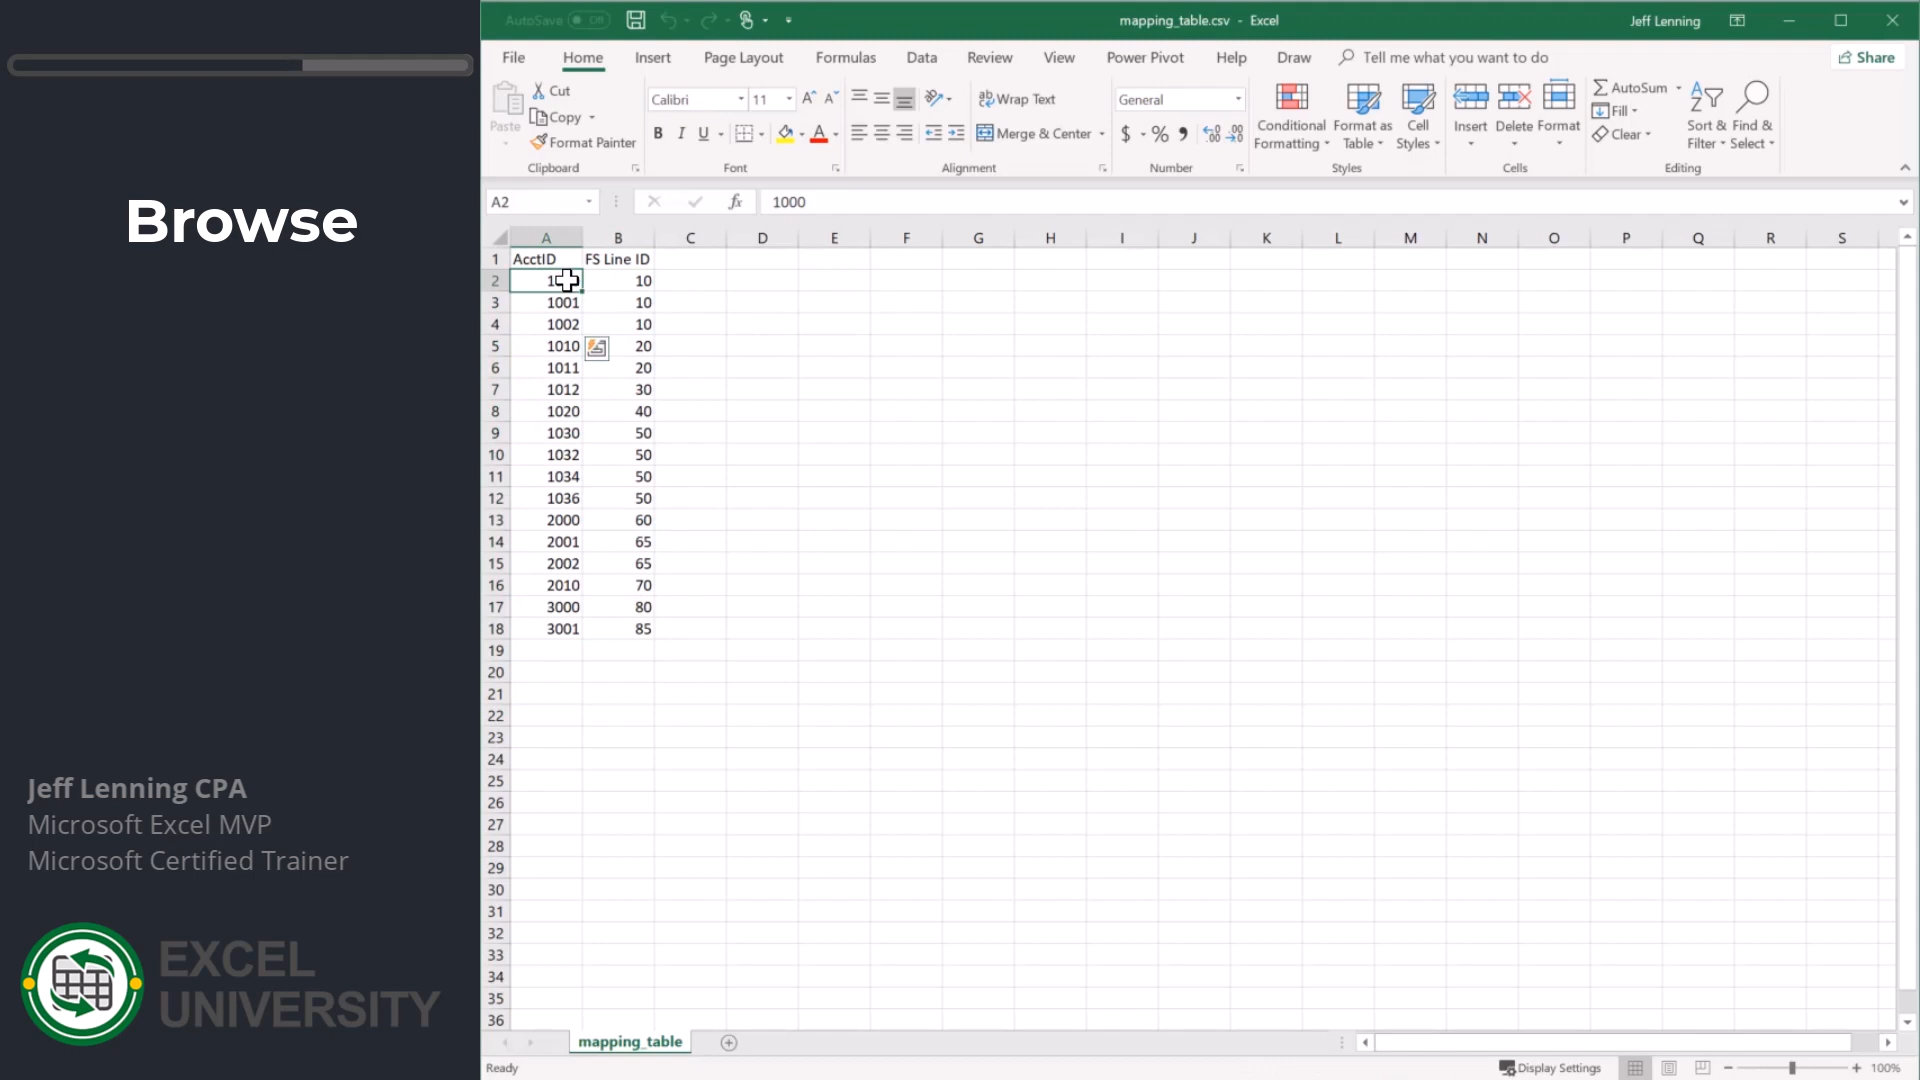 AutoSave Off
mapping_table.csv - Excel
Jeff Lenning
File Home Insert Page Layout Formulas Data Review View Power Pivot Help Draw Tell me what you want to do Share
Paste
Cut
Copy
Format Painter
Clipboard
Calibri 11
B I U
Font
Wrap Text
Merge & Center
Alignment
General
$ % ,
Number
Conditional Formatting
Format as Table
Cell Styles
Styles
Insert Delete Format
Cells
AutoSum
Fill
Clear
Sort & Filter
Find & Select
Editing
A2 fx 1000
A B C D E F G H I J K L M N O P Q R S
1 AcctID FS Line ID
2 10
3 1001 10
4 1002 10
5 1010 20
6 1011 20
7 1012 30
8 1020 40
9 1030 50
10 1032 50
11 1034 50
12 1036 50
13 2000 60
14 2001 65
15 2002 65
16 2010 70
17 3000 80
18 3001 85
19
20
21
22
23
24
25
26
27
28
29
30
31
32
33
34
35
36
mapping_table
Ready
Display Settings
100%
Browse
Jeff Lenning CPA
Microsoft Excel MVP
Microsoft Certified Trainer
EXCEL
UNIVERSITY